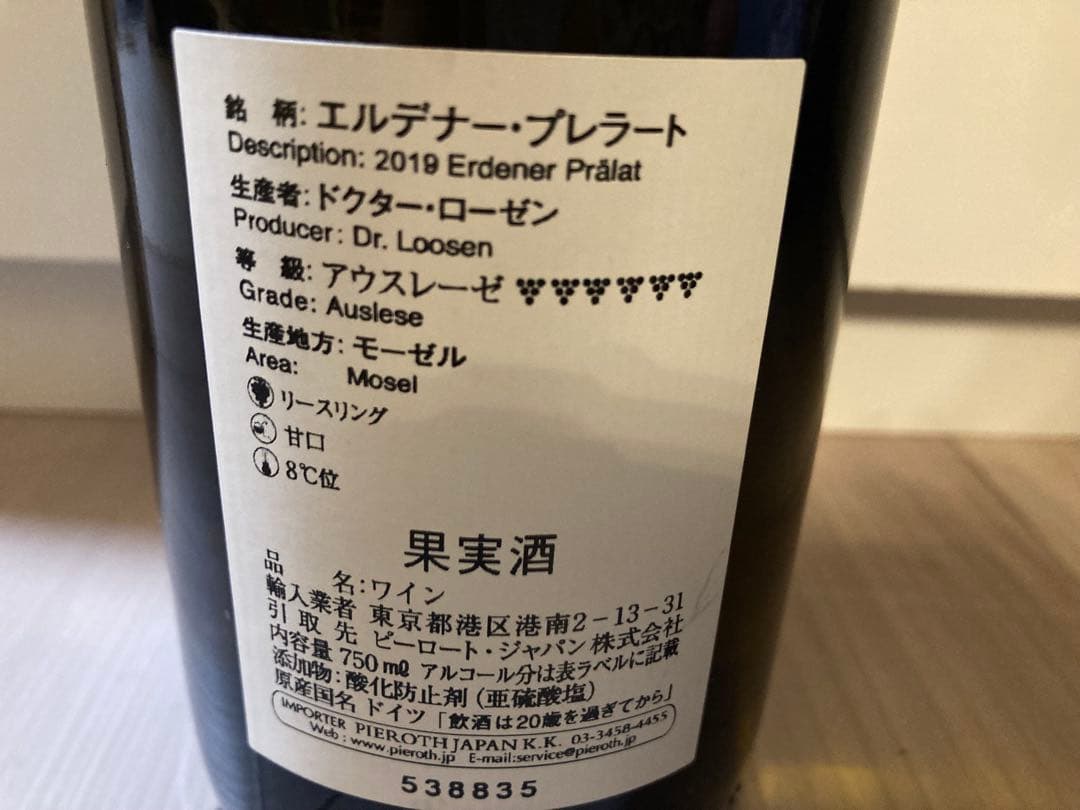 銘 柄: エルデナー・プレラート
Description: 2019 Erdener Prälat
生産者: ドクター・ローゼン
Producer: Dr. Loosen
等 級: アウスレーゼ
Grade: Auslese
生産地方: モーゼル
Area: Mosel
リースリング
甘口
8℃位
果実酒
品 名:ワイン
輸入業者 東京都港区港南2-13-31
引取先 ピーロート・ジャパン株式会社
内容量 750㎖ アルコール分は表ラベルに記載
添加物: 酸化防止剤(亜硫酸塩)
原産国名 ドイツ「飲酒は20歳を過ぎてから」
IMPORTER PIEROTH JAPAN K.K. 03-3458-4455
Web : www.pieroth.jp E-mail:service@pieroth.jp
538835